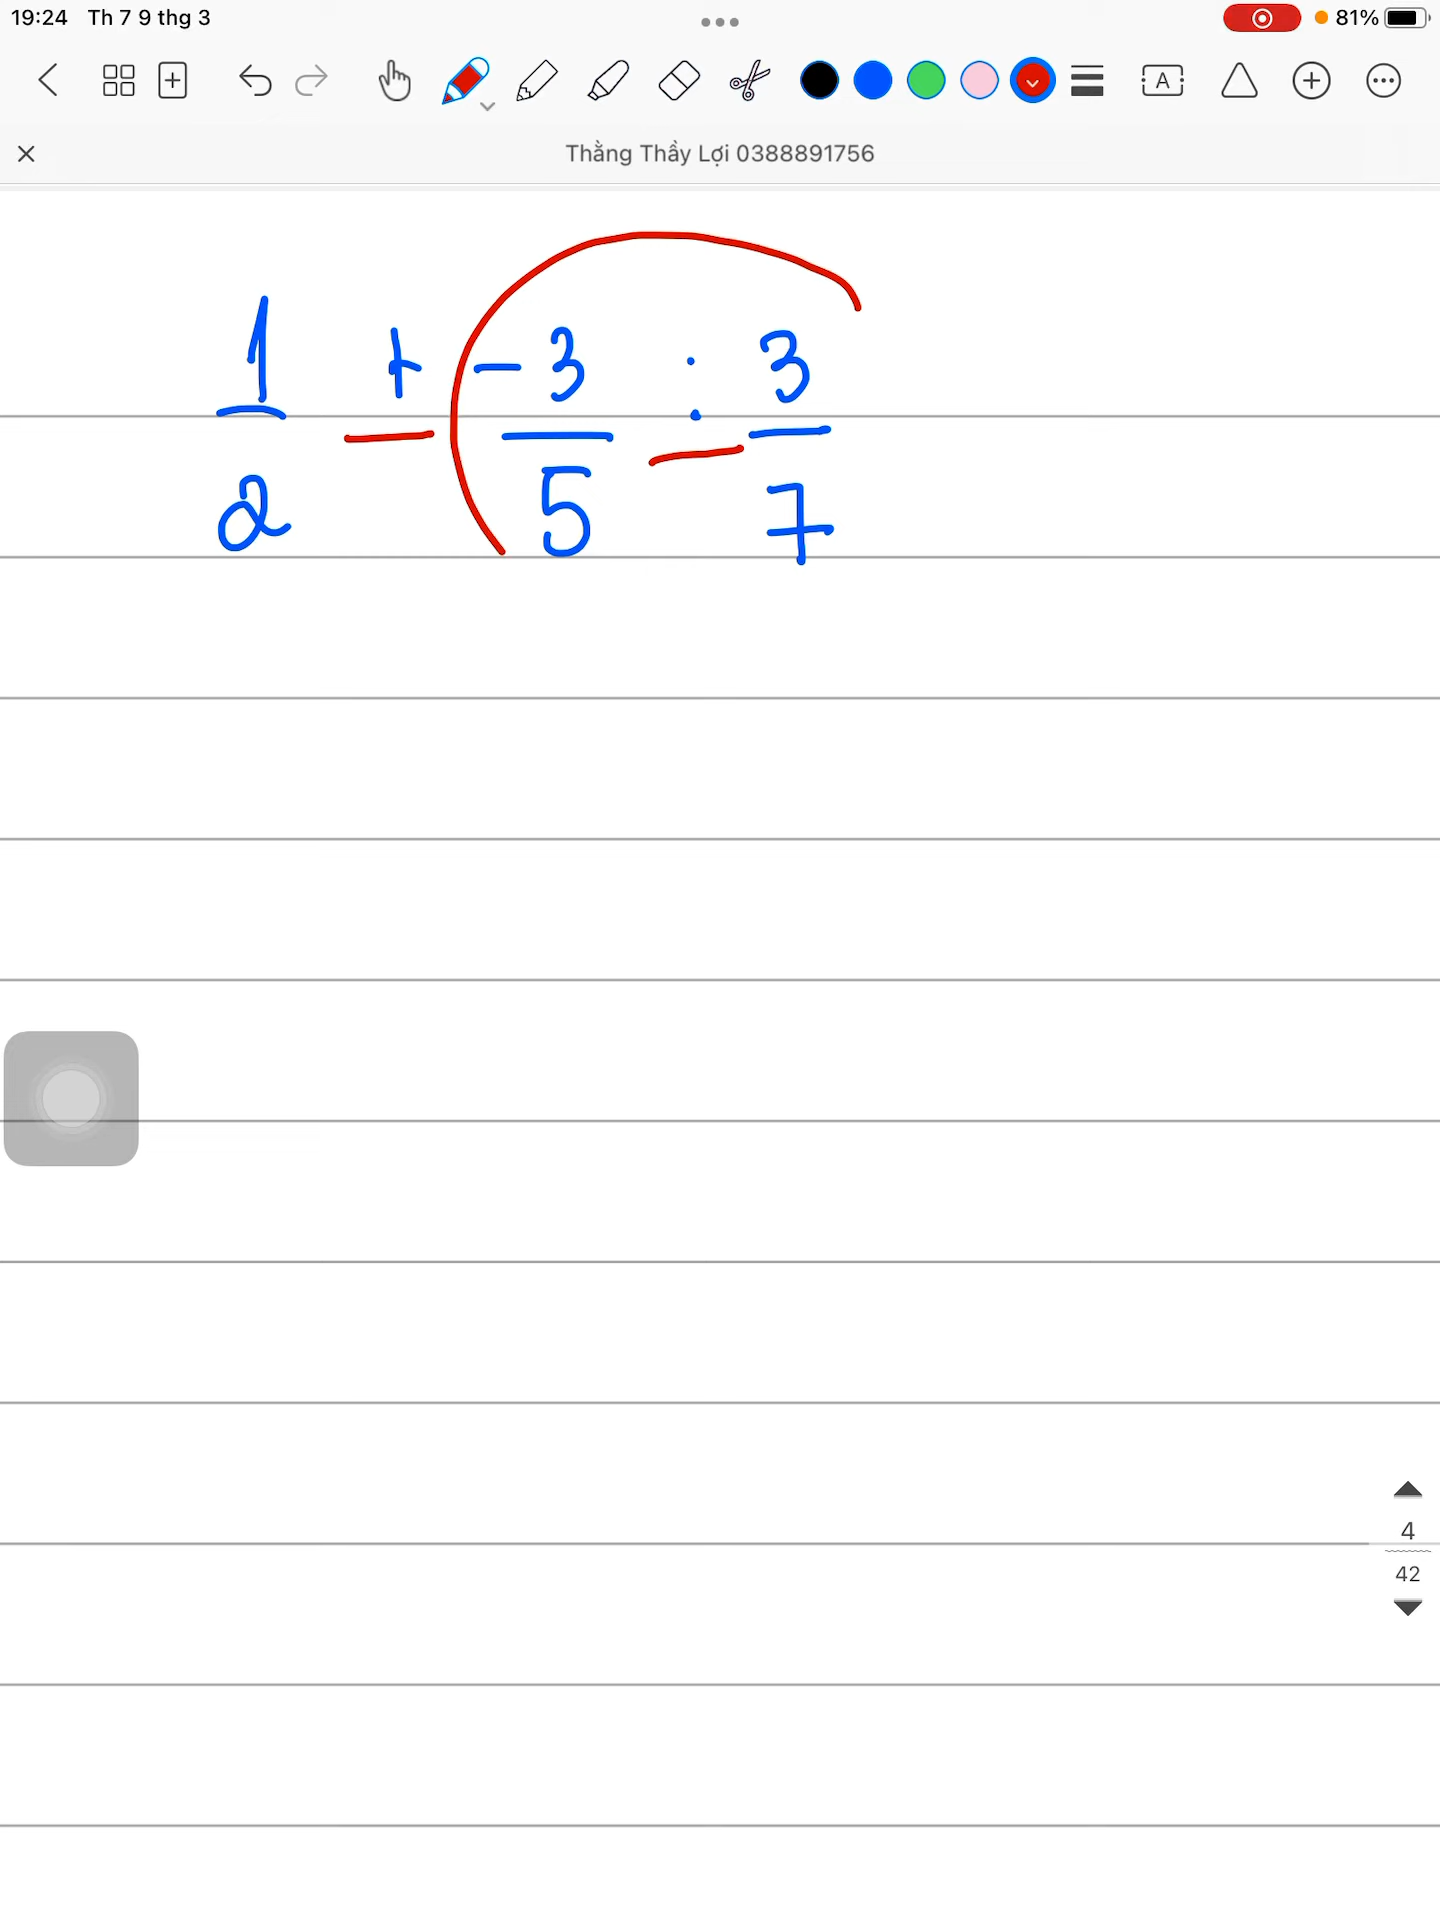 19:24 Th 7 9 thg 3 81%
A
Thằng Thầy Lợi 0388891756
1 + -3 : 3
2 5 7
4
42